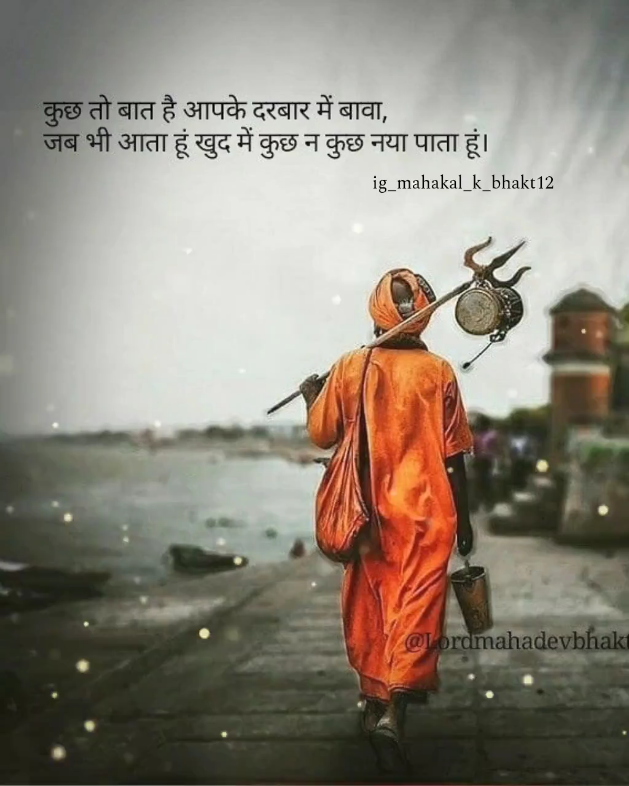 कुछ तो बात है आपके दरबार में बावा,
जब भी आता हूं खुद में कुछ न कुछ नया पाता हूं।
ig_mahakal_k_bhakt12
@Lordmahadevbhakt